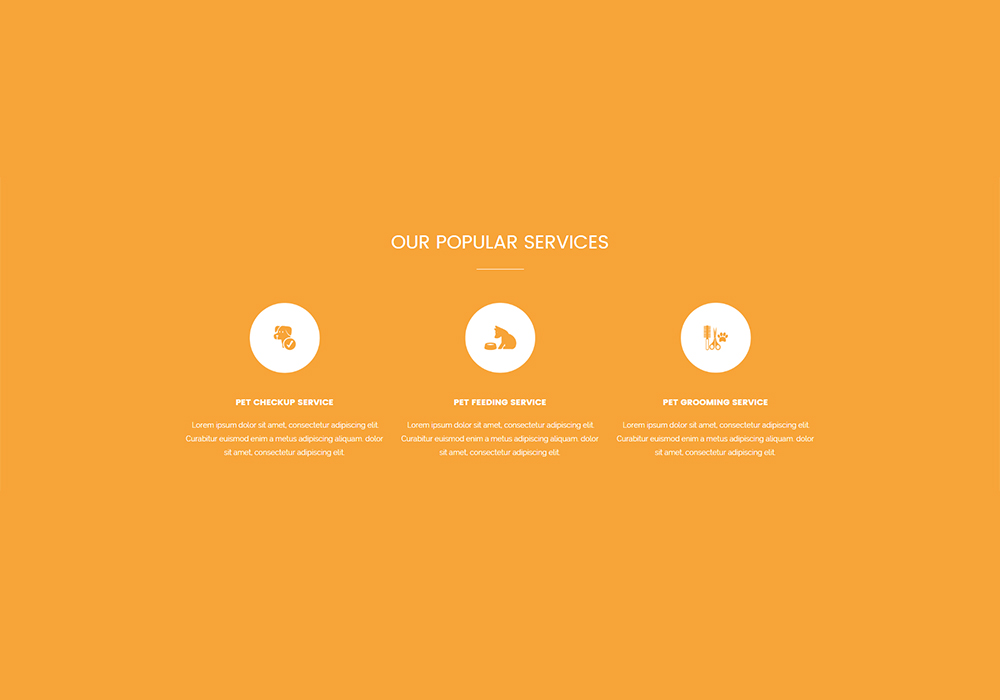 OUR POPULAR SERVICES
PET CHECKUP SERVICE
Lorem ipsum dolor sit amet, consectetur adipiscing elit.
Curabitur euismod enim a metus adipiscing aliquam. dolor
sit amet, consectetur adipiscing elit.
PET FEEDING SERVICE
Lorem ipsum dolor sit amet, consectetur adipiscing elit.
Curabitur euismod enim a metus adipiscing aliquam. dolor
sit amet, consectetur adipiscing elit.
PET GROOMING SERVICE
Lorem ipsum dolor sit amet, consectetur adipiscing elit.
Curabitur euismod enim a metus adipiscing aliquam. dolor
sit amet, consectetur adipiscing elit.